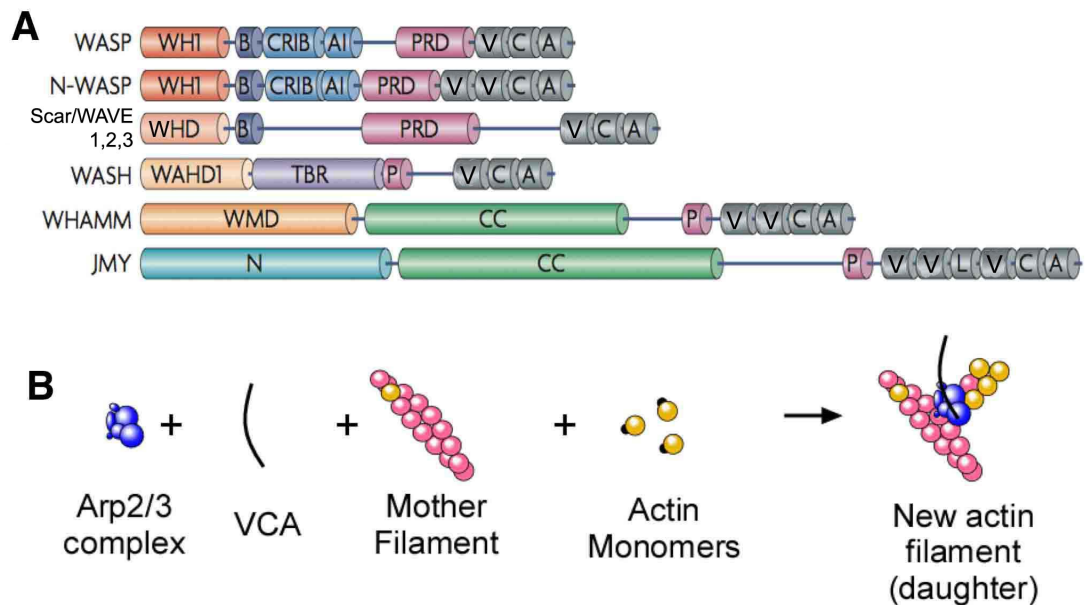 A
WASP WH1 B CRIB AI PRD V C A
N-WASP WH1 B CRIB AI PRD V V C A
Scar/WAVE
1,2,3 WHD B PRD V C A
WASH WAHD1 TBR P V C A
WHAMM WMD CC P V V C A
JMY N CC P V V L V C A
B
+ + +
Arp2/3
complex
VCA
Mother
Filament
Actin
Monomers
New actin
filament
(daughter)